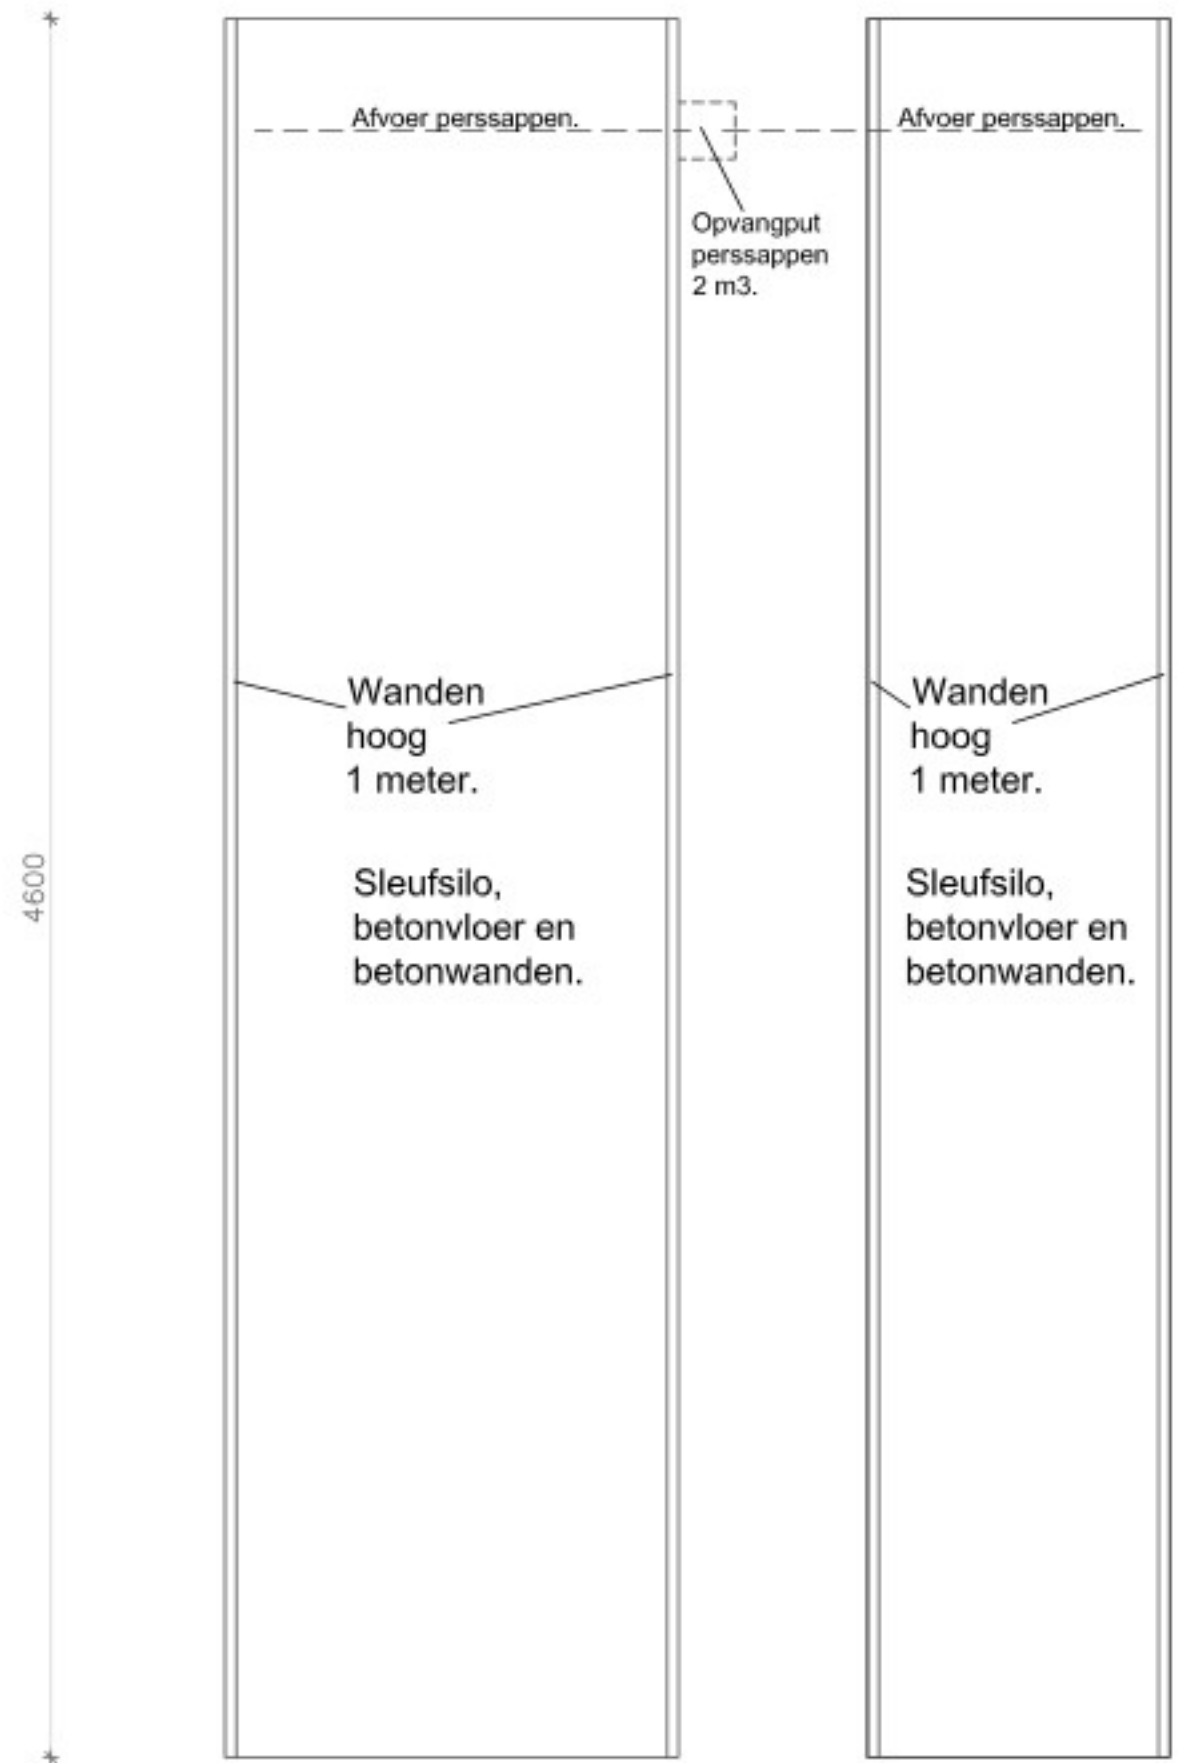 Afvoer perssappen.
Afvoer perssappen.
Opvangput
perssappen
2 m3.
Wanden
hoog
1 meter.
Wanden
hoog
1 meter.
4600
Sleufsilo,
betonvloer en
betonwanden.
Sleufsilo,
betonvloer en
betonwanden.